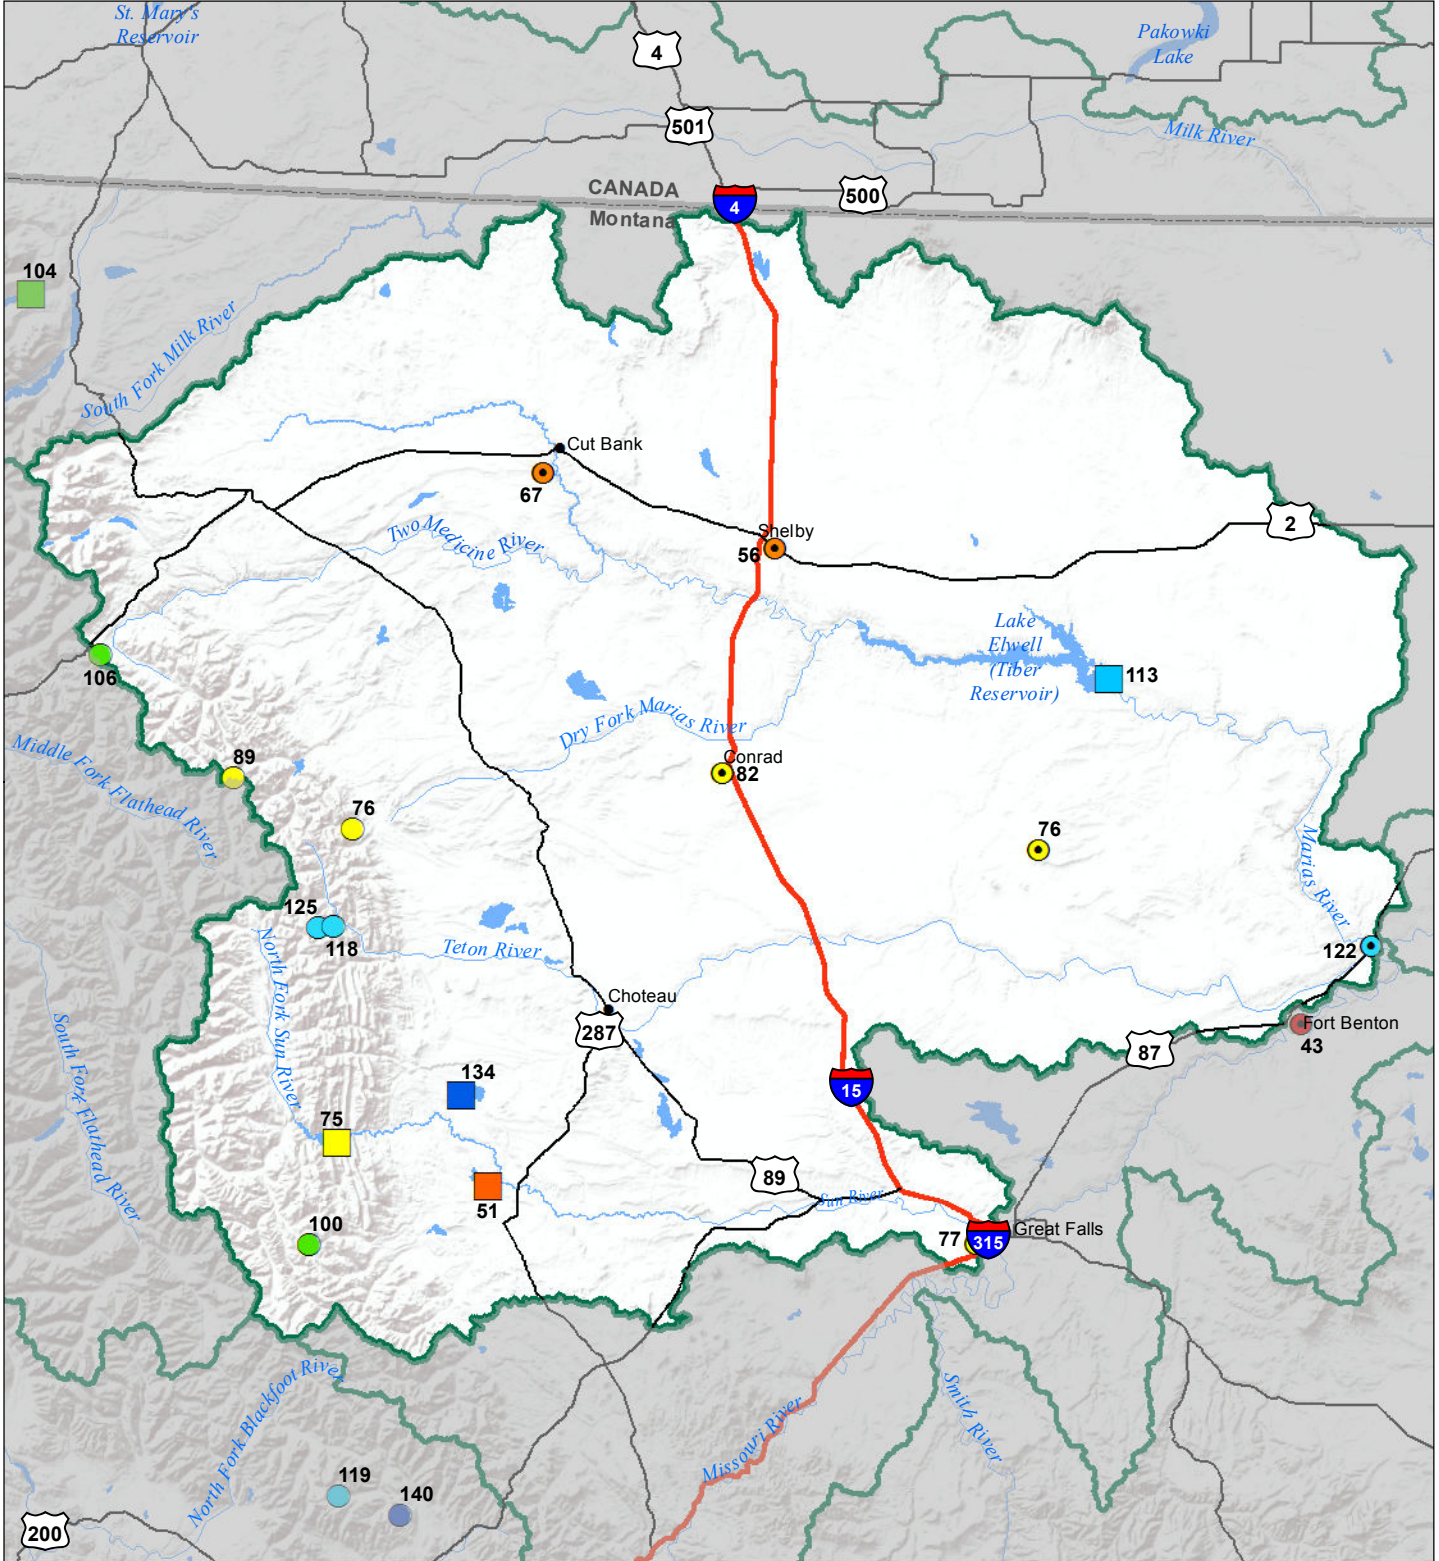 St. Mary's
Reservoir
4
Pakowki
Lake
501
Milk River
CANADA
500
4
Montana
104
South Fork Milk River
Cut Bank
67
2
Two Medicine River
Shelby
56
Lake
Elwell
(Tiber
Reservoir)
106
113
Dry Fork Marias River
Middle Fork Flathead River
89
Conrad
82
76
76
Marias River
125
118
North Fork Sun River
Teton River
122
Choteau
287
South Fork Flathead River
Fort Benton
43
87
134
15
75
89
51
Sun River
100
77
315
Great Falls
North Fork Blackfoot River
Missouri River
Smith River
119
140
200